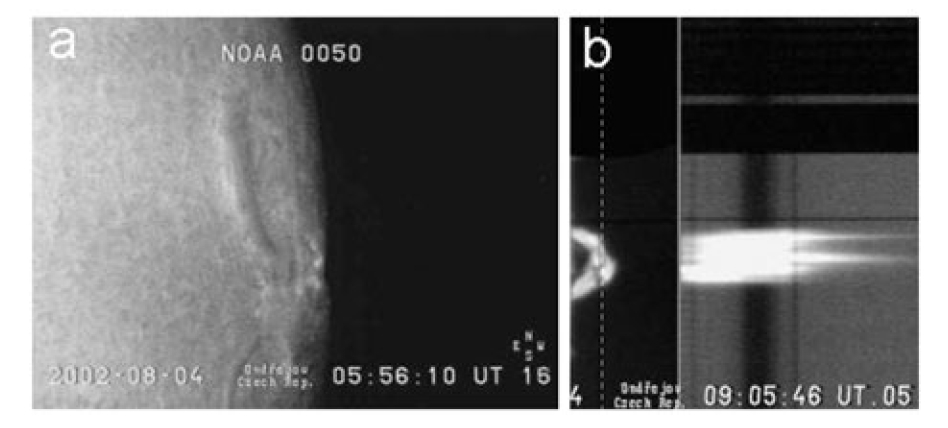 a
NOAA 0050
N
E W
S
2002-08-04 Ondřejov Czech Rep. 05:56:10 UT 16
b
4 Ondřejov Czech Rep. 09:05:46 UT.05